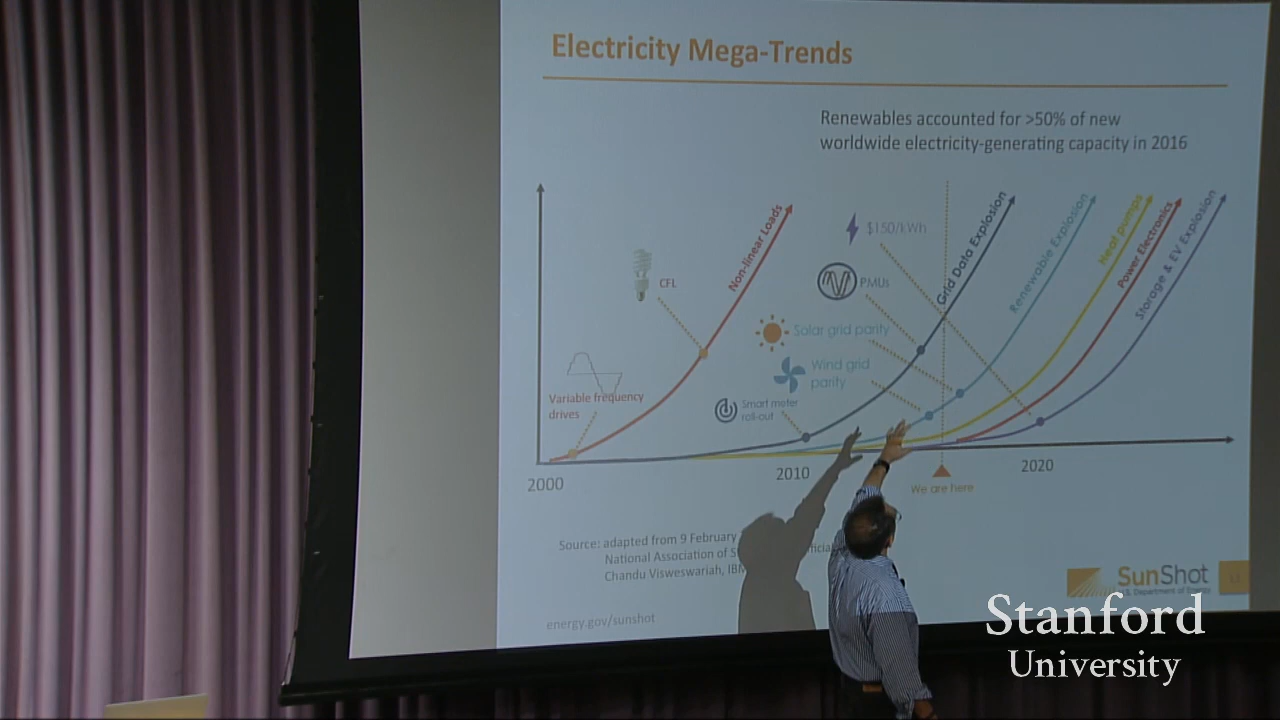 Electricity Mega-Trends
Renewables accounted for >50% of new
worldwide electricity-generating capacity in 2016
Non-linear Loads
Grid Data Explosion
Renewable Explosion
Heat pumps
Power Electronics
Storage & EV Explosion
$150/kWh
CFL
PMUs
Solar grid parity
Wind grid
parity
Variable frequency
drives
Smart meter
roll-out
2000
2010
2020
We are here
Source: adapted from 9 February
National Association of
Chandu Visweswariah, IBM
energy.gov/sunshot
SunShot
U.S. Department of Energy
13
Stanford
University